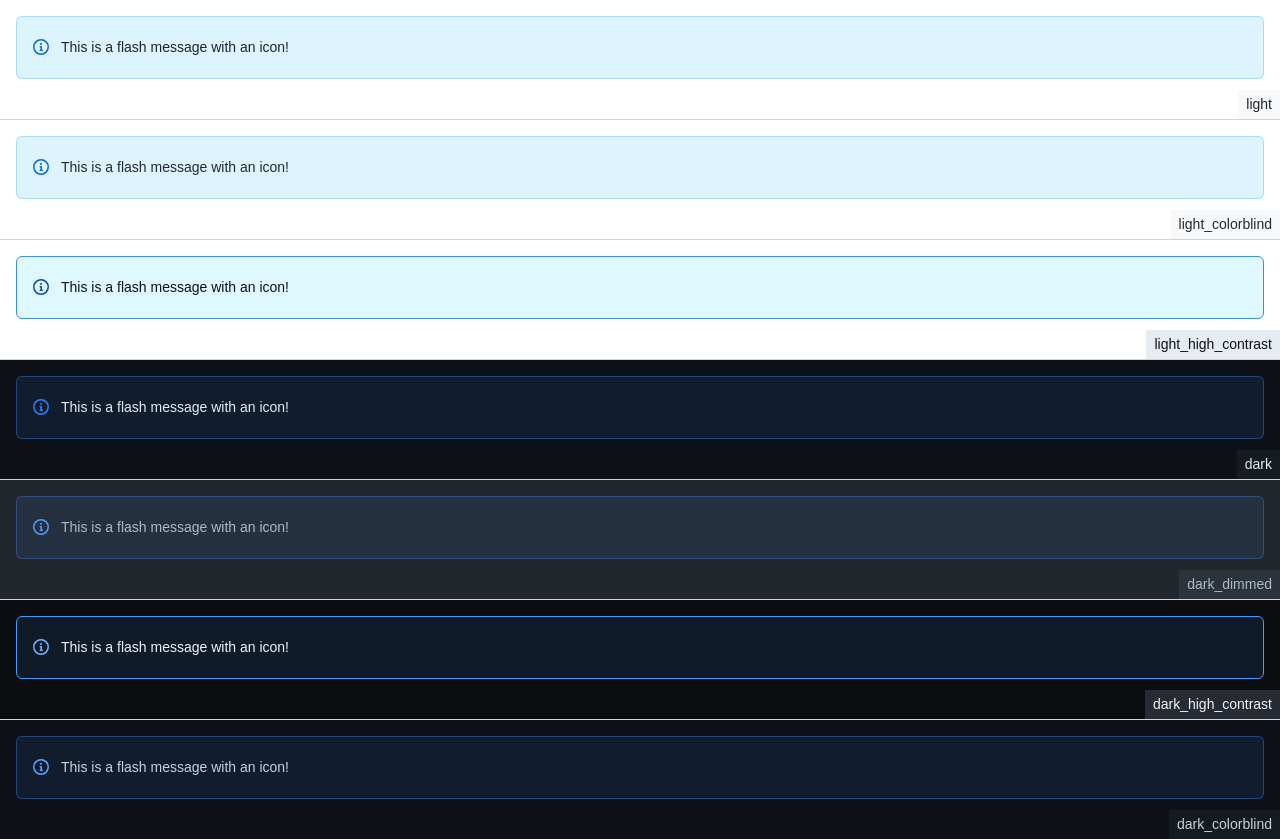 This is a flash message with an icon!
light
This is a flash message with an icon!
light_colorblind
This is a flash message with an icon!
light_high_contrast
This is a flash message with an icon!
dark
This is a flash message with an icon!
dark_dimmed
This is a flash message with an icon!
dark_high_contrast
This is a flash message with an icon!
dark_colorblind